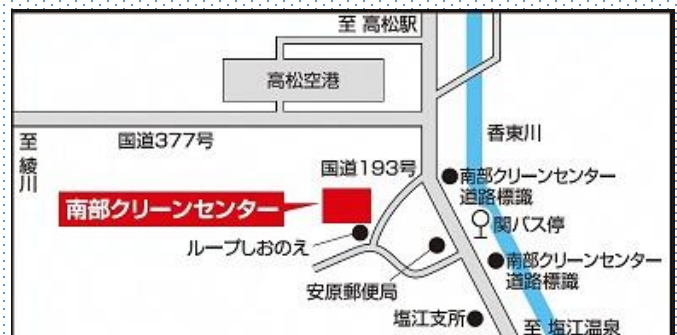 至 高松駅
高松空港
国道377号
至 綾川
香東川
国道193号
南部クリーンセンター
道路標識
南部クリーンセンター
関バス停
ループしおのえ
南部クリーンセンター
道路標識
安原郵便局
塩江支所
至 塩江温泉